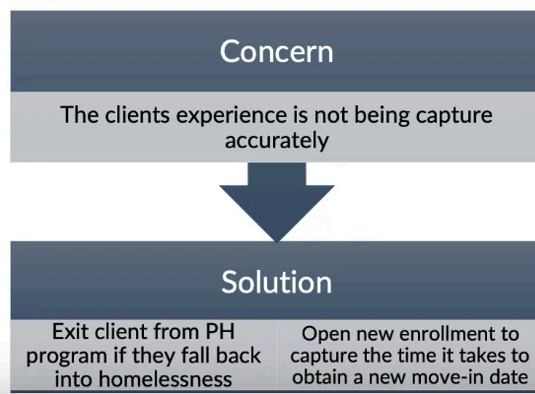 Concern
The clients experience is not being capture
accurately
Solution
Exit client from PH
program if they fall back
into homelessness
Open new enrollment to
capture the time it takes to
obtain a new move-in date